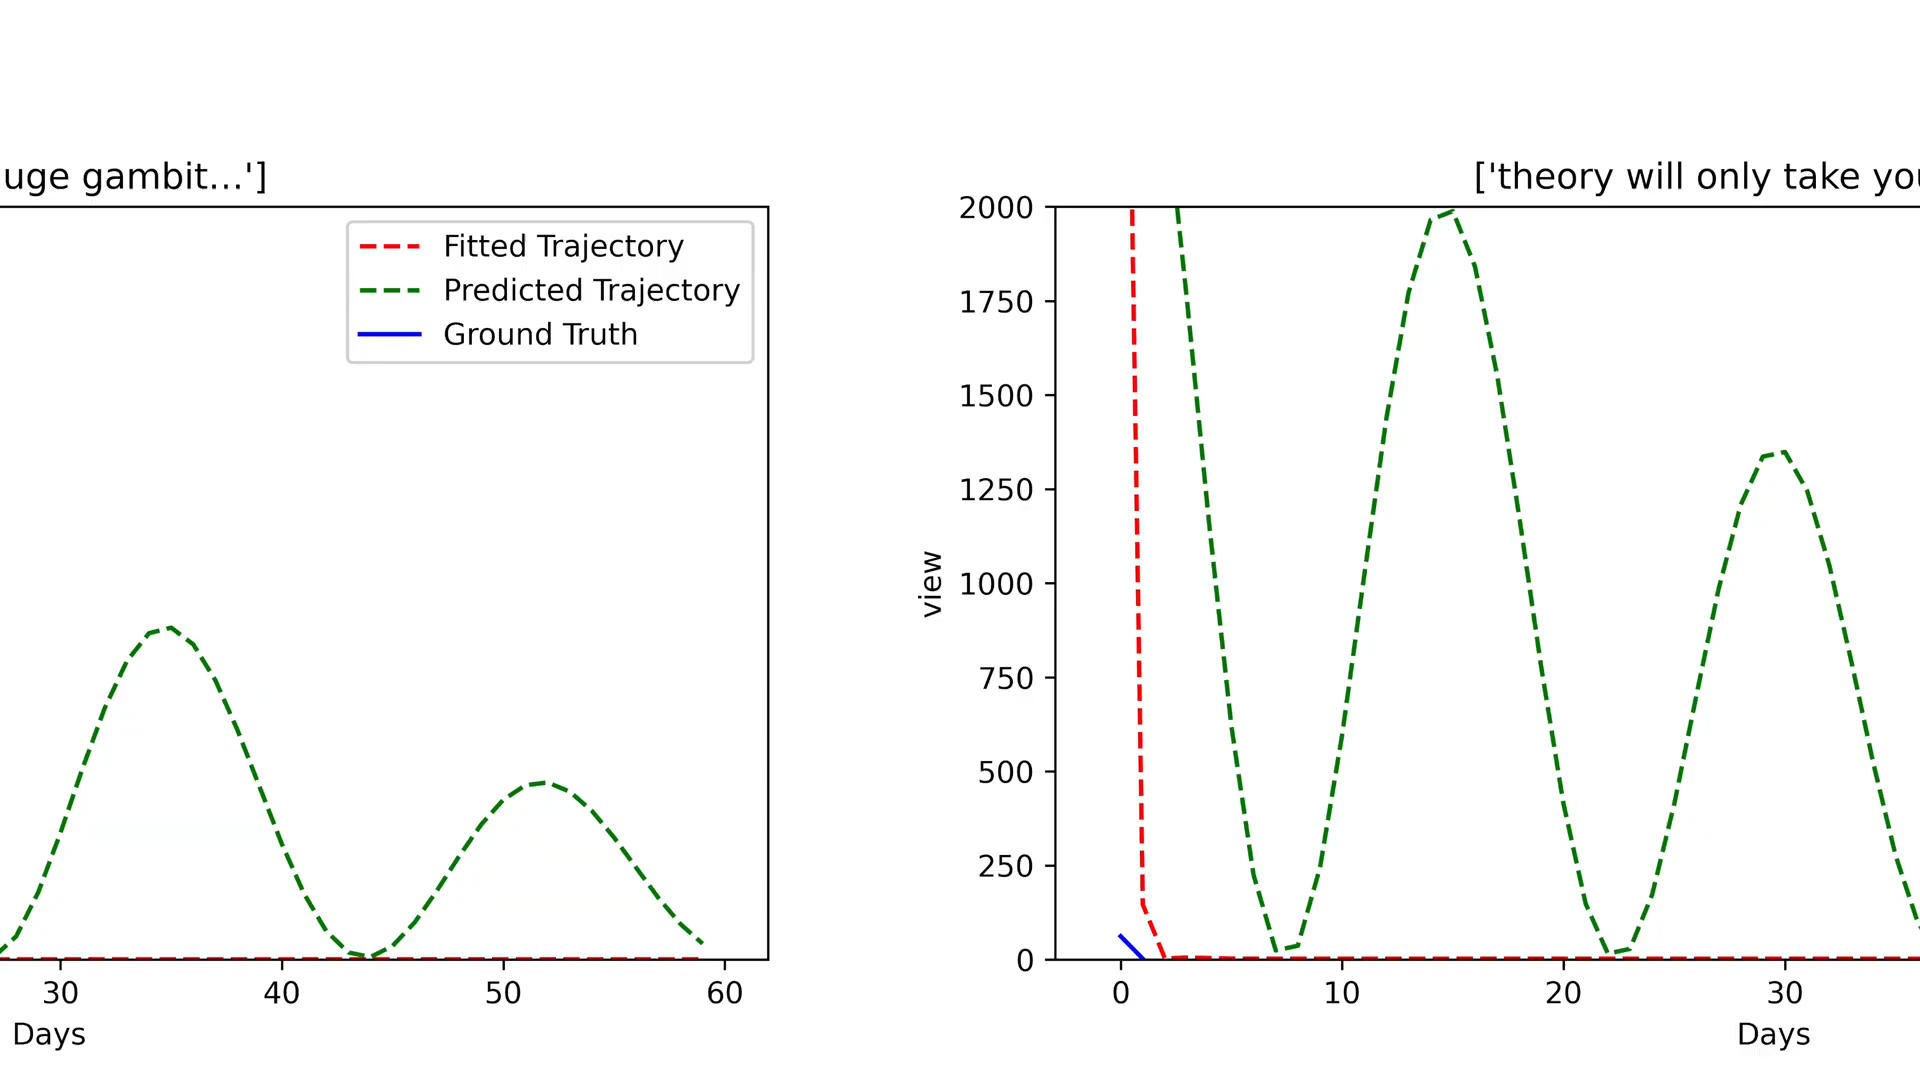 uge gambit...']
Fitted Trajectory
Predicted Trajectory
Ground Truth
30 40 50 60
Days
['theory will only take you
2000
1750
1500
1250
1000
750
500
250
0
view
0 10 20 30
Days